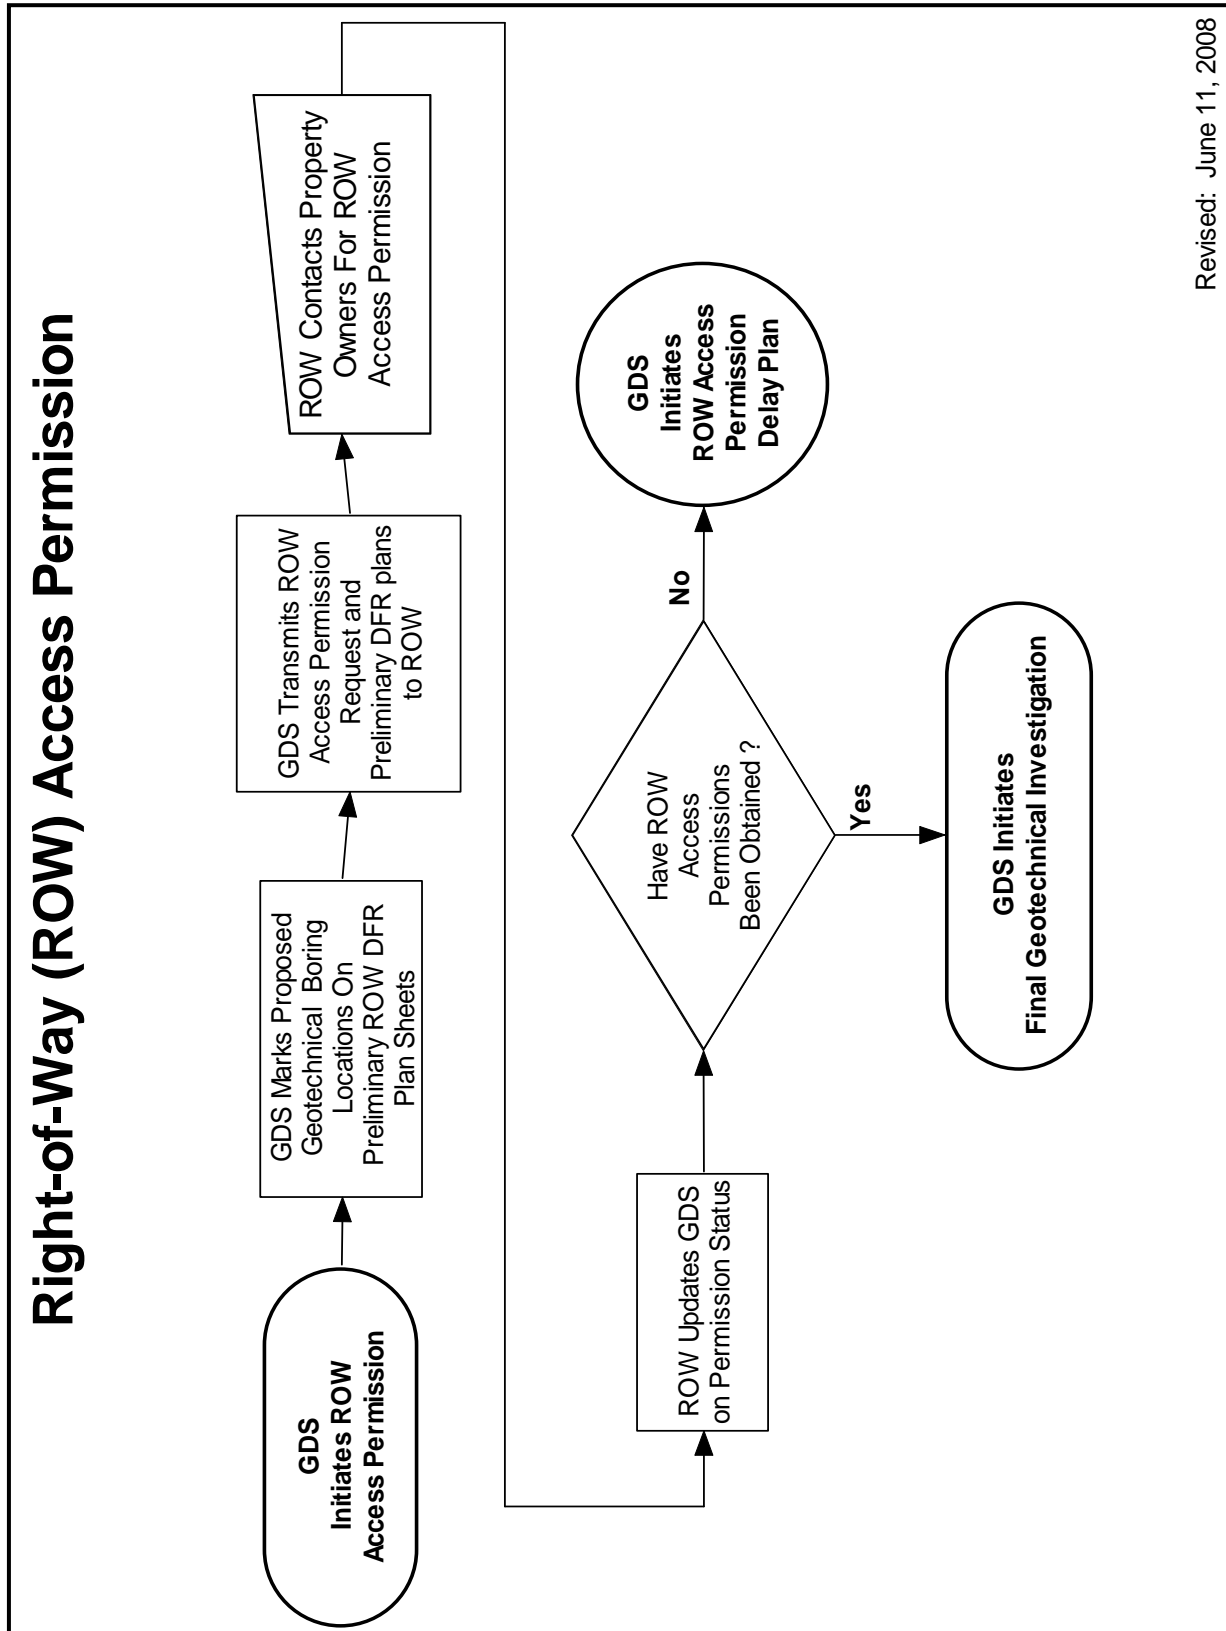 Right-of-Way (ROW) Access Permission
GDS
Initiates ROW
Access Permission
GDS Marks Proposed
Geotechnical Boring
Locations On
Preliminary ROW DFR
Plan Sheets
GDS Transmits ROW
Access Permission
Request and
Preliminary DFR plans
to ROW
ROW Contacts Property
Owners For ROW
Access Permission
ROW Updates GDS
on Permission Status
Have ROW
Access
Permissions
Been Obtained ?
No
GDS
Initiates
ROW Access
Permission
Delay Plan
Yes
GDS Initiates
Final Geotechnical Investigation
Revised: June 11, 2008